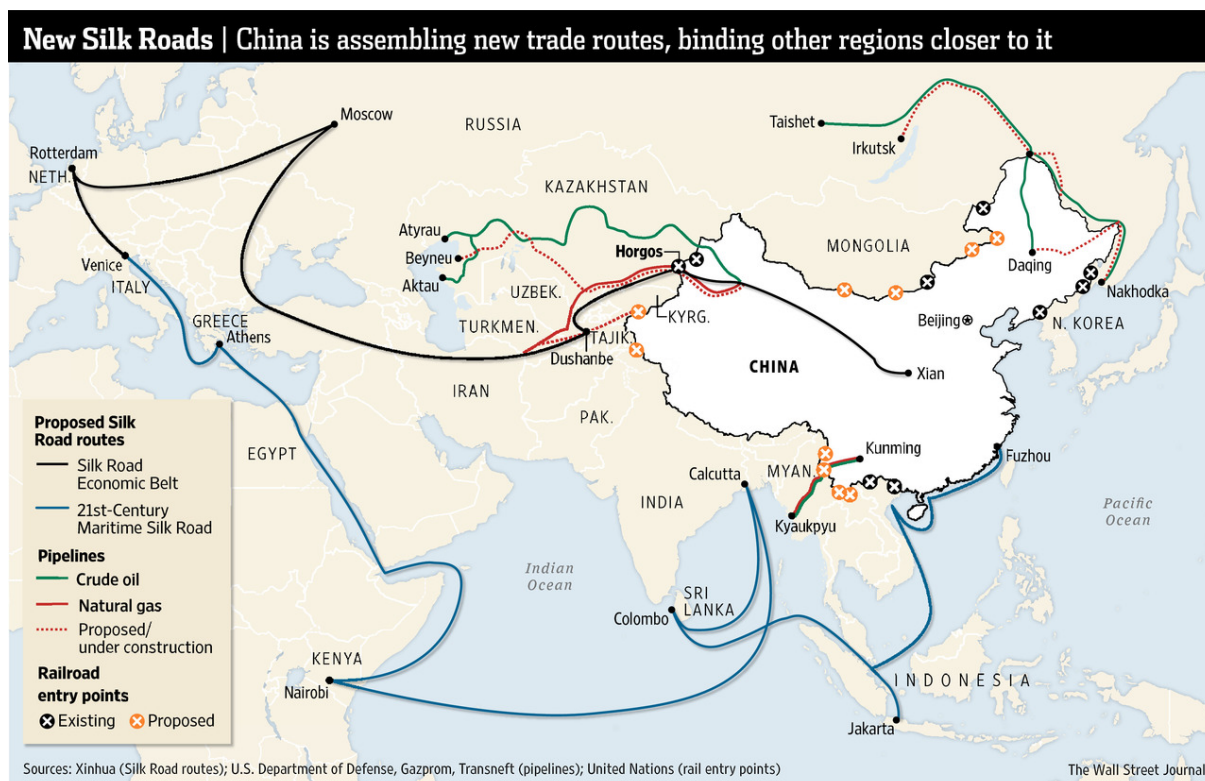 New Silk Roads | China is assembling new trade routes, binding other regions closer to it
Moscow
RUSSIA
Taishet
Irkutsk
Rotterdam
NETH.
KAZAKHSTAN
Atyrau
Horgos
MONGOLIA
Beyneu
Venice
ITALY
Aktau
UZBEK.
Daqing
Nakhodka
GREECE
Athens
TURKMEN.
KYRG.
Beijing
N. KOREA
TAJIK.
Dushanbe
CHINA
Xian
IRAN
PAK.
EGYPT
Kunming
Fuzhou
MYAN.
Calcutta
INDIA
Kyaukpyu
Pacific
Ocean
Indian
Ocean
SRI
LANKA
Colombo
KENYA
Nairobi
INDONESIA
Jakarta
Proposed Silk
Road routes
Silk Road
Economic Belt
21st-Century
Maritime Silk Road
Pipelines
Crude oil
Natural gas
Proposed/
under construction
Railroad
entry points
Existing
Proposed
Sources: Xinhua (Silk Road routes); U.S. Department of Defense, Gazprom, Transneft (pipelines); United Nations (rail entry points)
The Wall Street Journal